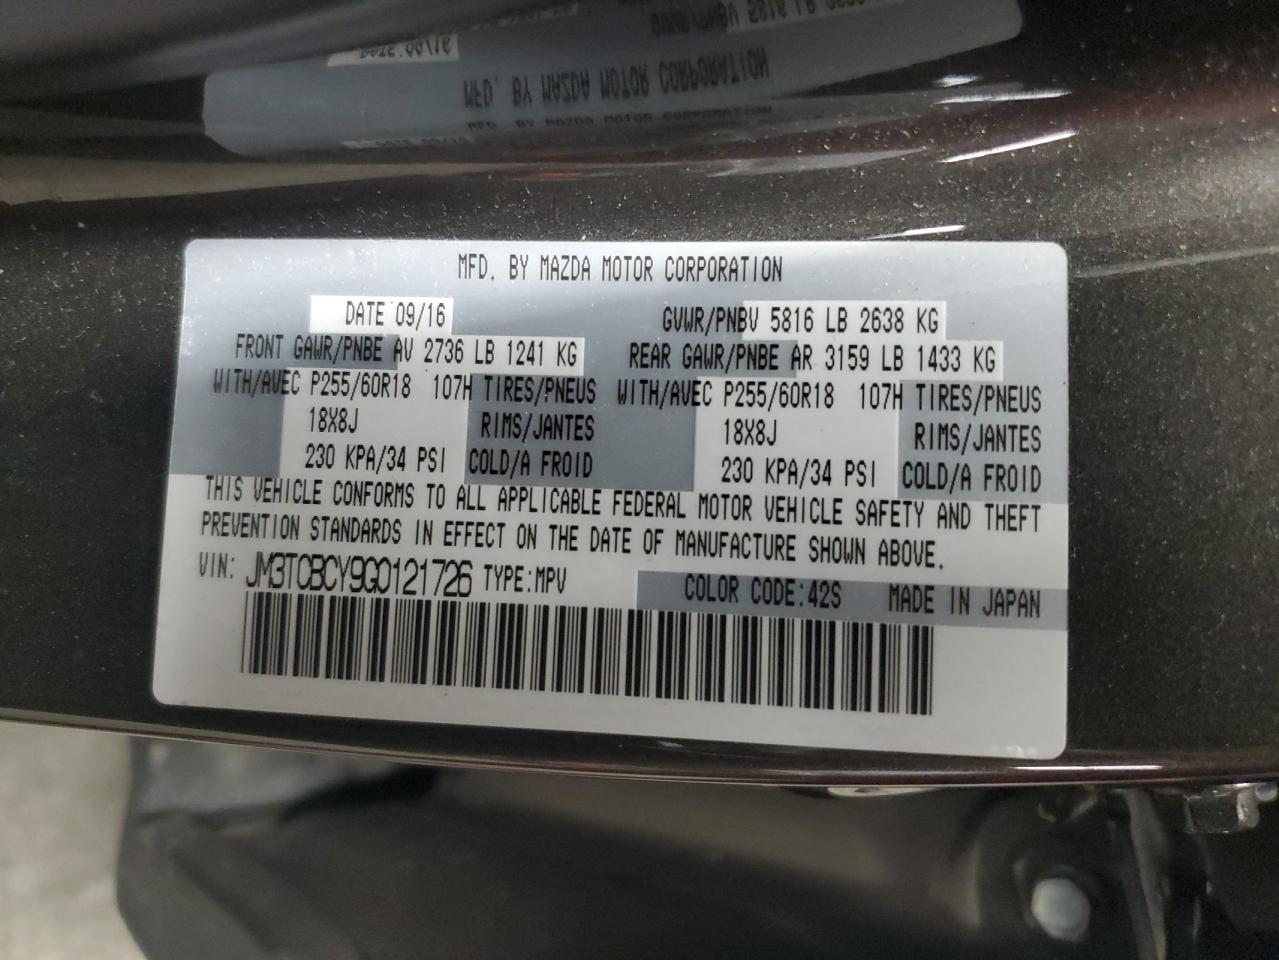 MFD. BY MAZDA MOTOR CORPORATION
MFD. BY MAZDA MOTOR CORPORATION
MFD. BY MAZDA MOTOR CORPORATION
DATE 09/16 GVWR/PNBV 5816 LB 2638 KG
FRONT GAWR/PNBE AV 2736 LB 1241 KG REAR GAWR/PNBE AR 3159 LB 1433 KG
WITH/AVEC P255/60R18 107H TIRES/PNEUS WITH/AVEC P255/60R18 107H TIRES/PNEUS
18X8J RIMS/JANTES 18X8J RIMS/JANTES
230 KPA/34 PSI COLD/A FROID 230 KPA/34 PSI COLD/A FROID
THIS VEHICLE CONFORMS TO ALL APPLICABLE FEDERAL MOTOR VEHICLE SAFETY AND THEFT
PREVENTION STANDARDS IN EFFECT ON THE DATE OF MANUFACTURE SHOWN ABOVE.
VIN: JM3TCBCY9G0121726 TYPE:MPV COLOR CODE:42S MADE IN JAPAN